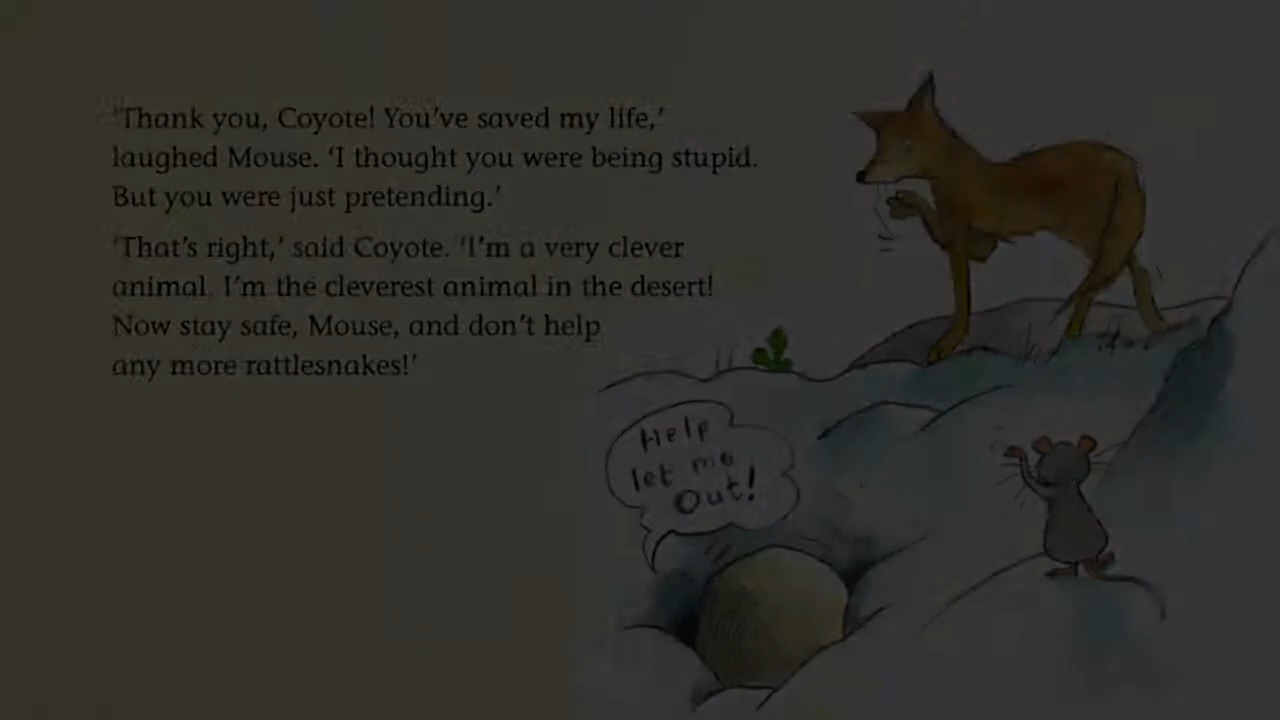 'Thank you, Coyote! You've saved my life,'
laughed Mouse. 'I thought you were being stupid.
But you were just pretending.'
'That's right,' said Coyote. 'I'm a very clever
animal. I'm the cleverest animal in the desert!
Now stay safe, Mouse, and don't help
any more rattlesnakes!'
Help
let me
Out!